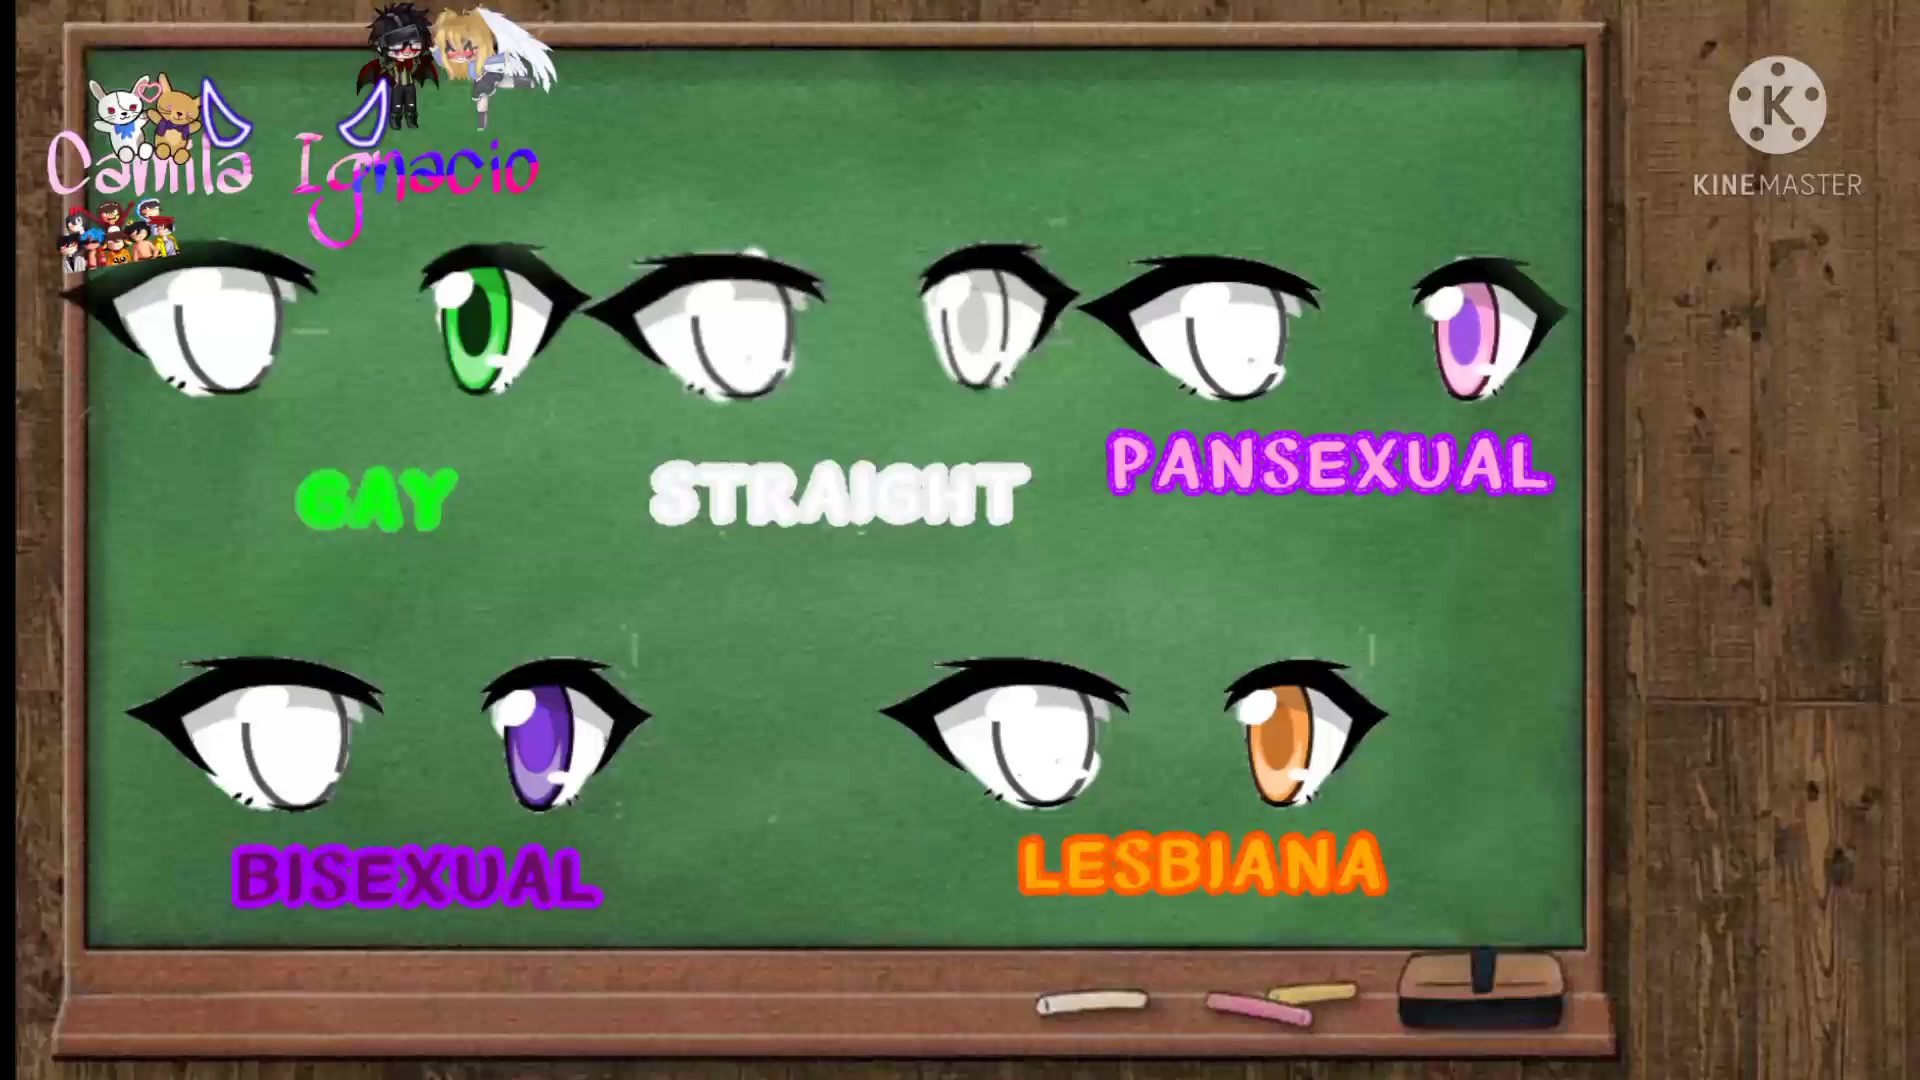 Camila Ignacio
K
KINEMASTER
GAY
STRAIGHT
PANSEXUAL
BISEXUAL
LESBIANA